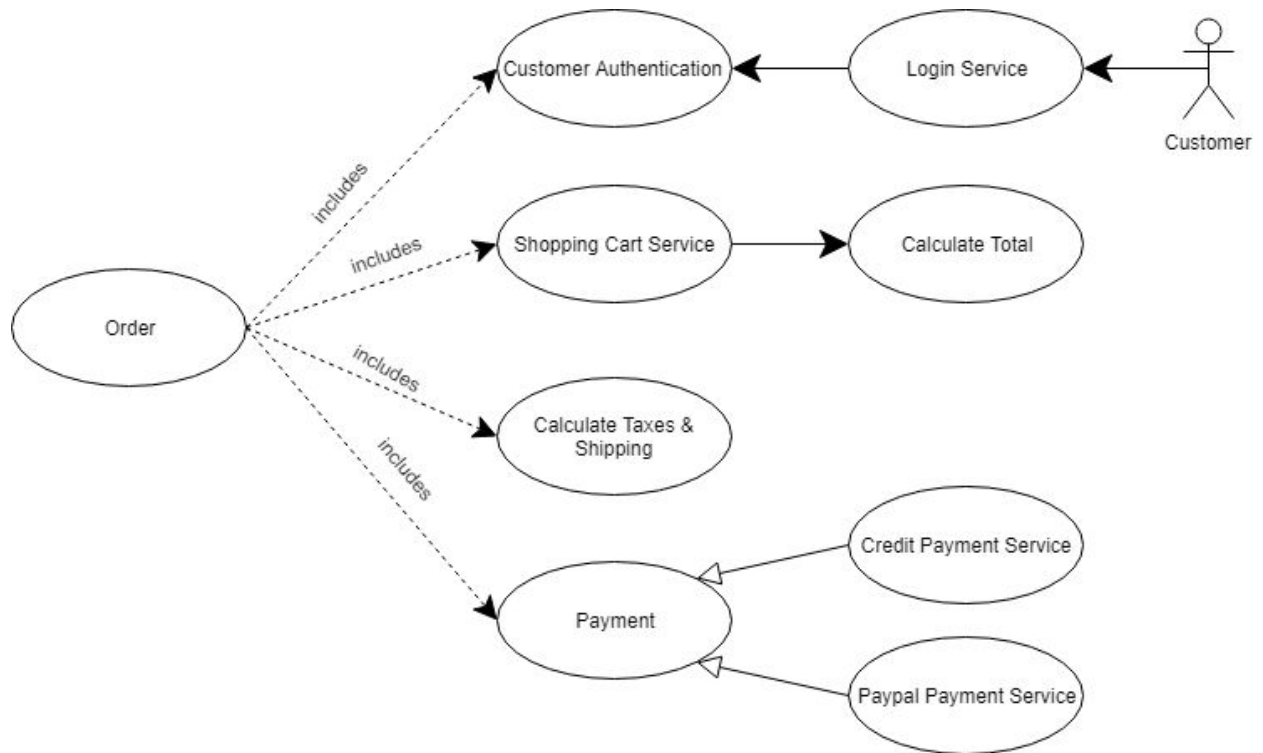 Customer Authentication
Login Service
Customer
includes
Shopping Cart Service
Calculate Total
includes
Order
includes
Calculate Taxes &
Shipping
includes
Credit Payment Service
Payment
Paypal Payment Service